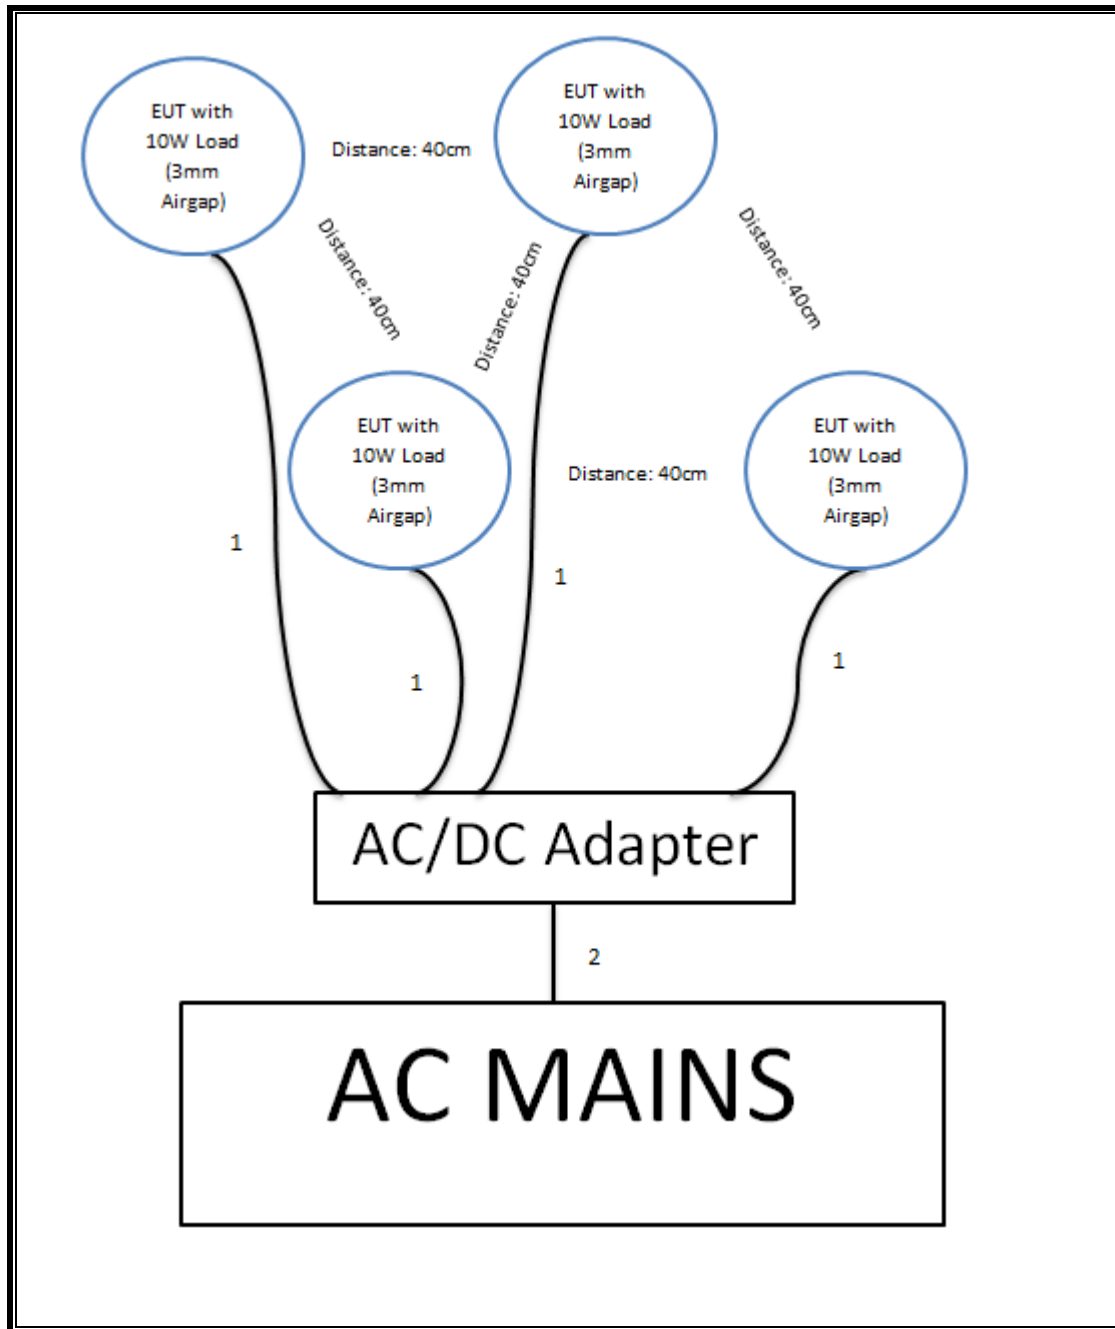 EUT with
10W Load
(3mm
Airgap)
Distance: 40cm
EUT with
10W Load
(3mm
Airgap)
Distance: 40cm
Distance: 40cm
Distance: 40cm
EUT with
10W Load
(3mm
Airgap)
Distance: 40cm
EUT with
10W Load
(3mm
Airgap)
1
1
1
1
AC/DC Adapter
2
AC MAINS